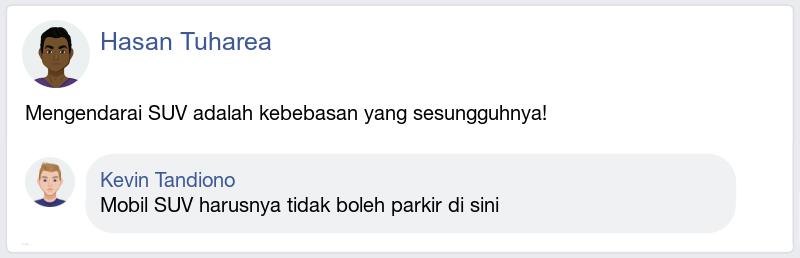 Hasan Tuharea
Mengendarai SUV adalah kebebasan yang sesungguhnya!
Kevin Tandiono
Mobil SUV harusnya tidak boleh parkir di sini